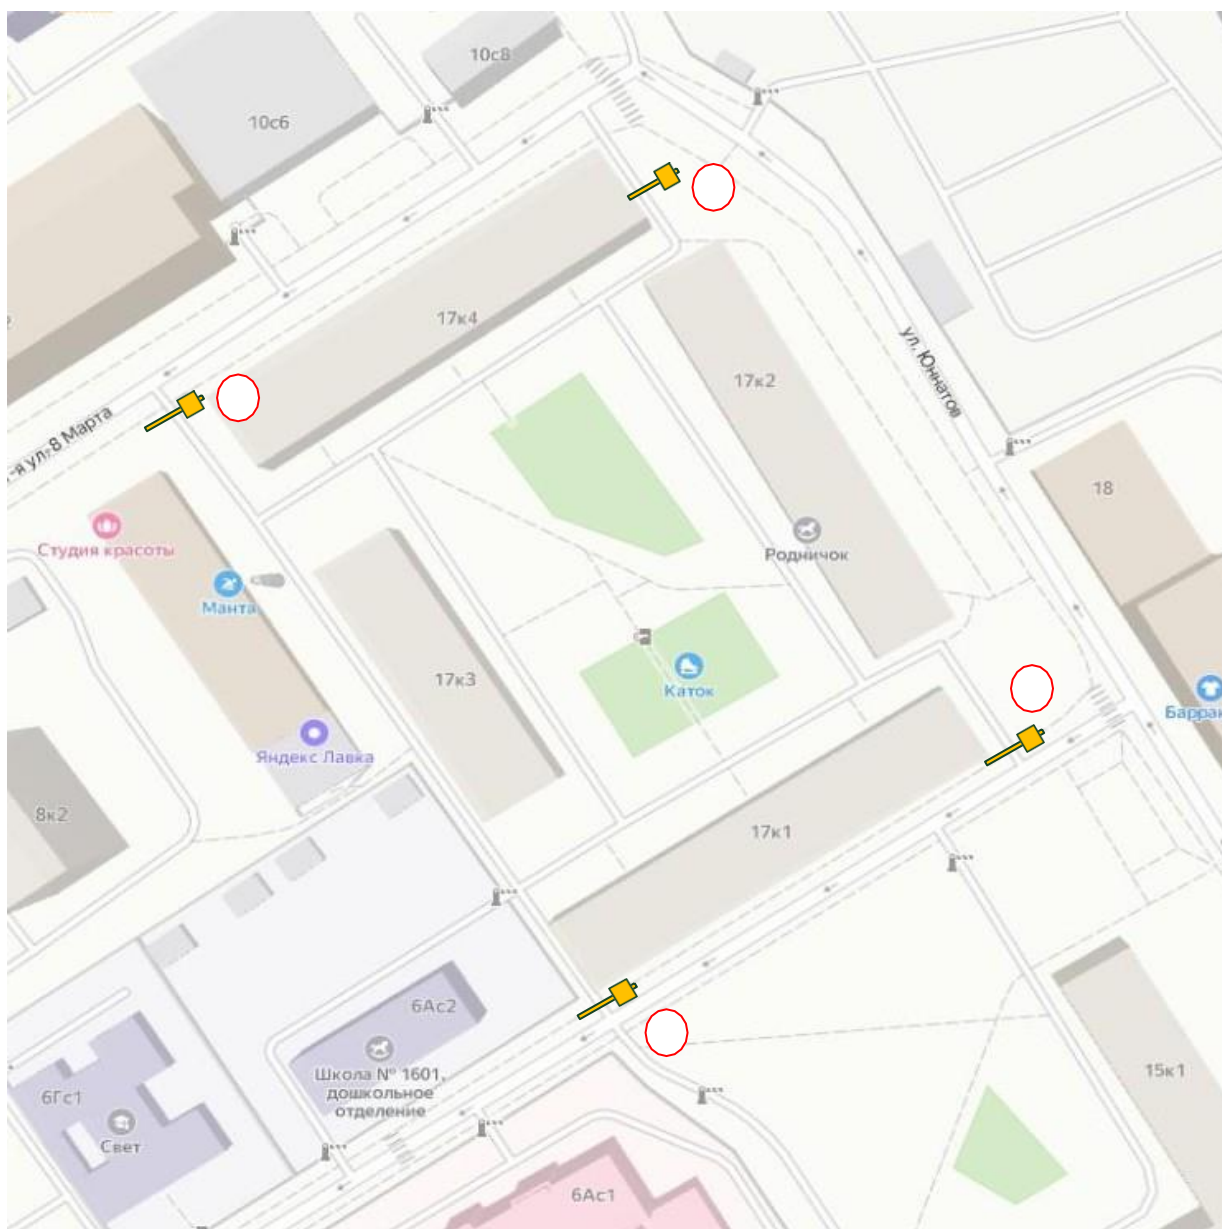 10с8
10с6
17к4
17к2
ул. Юннатов
-я ул. 8 Марта
18
Студия красоты
Родничок
Манта
17к3
Каток
Яндекс Лавка
8к2
17к1
6Ас2
Школа № 1601,
дошкольное
отделение
6Гс1
Свет
15к1
6Ас1